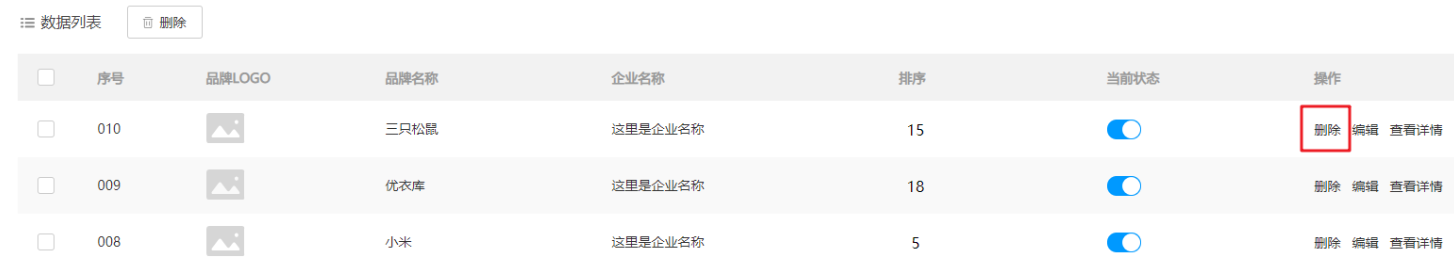 数据列表 删除
序号 品牌LOGO 品牌名称 企业名称 排序 当前状态 操作
010 三只松鼠 这里是企业名称 15 删除 编辑 查看详情
009 优衣库 这里是企业名称 18 删除 编辑 查看详情
008 小米 这里是企业名称 5 删除 编辑 查看详情